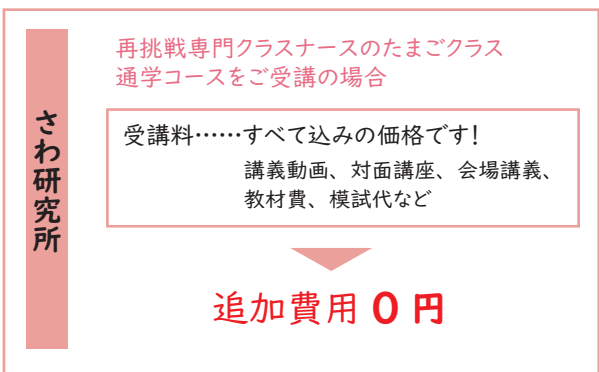 さわ研究所
再挑戦専門クラスナースのたまごクラス
通学コースをご受講の場合
受講料……すべて込みの価格です!
講義動画、対面講座、会場講義、
教材費、模試代など
追加費用0円